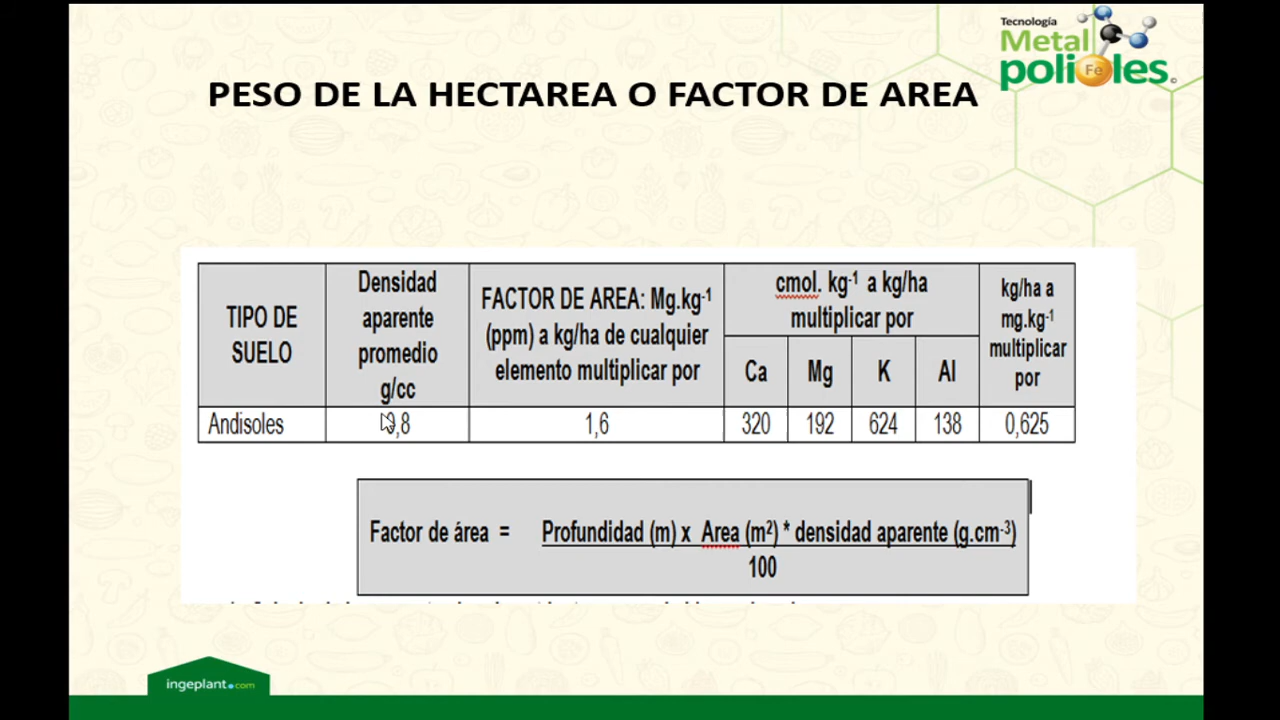 Tecnología
Metal
polioles
Fe
PESO DE LA HECTAREA O FACTOR DE AREA
TIPO DE
SUELO
Densidad
aparente
promedio
g/cc
FACTOR DE AREA: Mg.kg-1
(ppm) a kg/ha de cualquier
elemento multiplicar por
cmol. kg-1 a kg/ha
multiplicar por
Ca Mg K Al
kg/ha a
mg.kg-1
multiplicar
por
Andisoles ,8 1,6 320 192 624 138 0,625
Factor de área = Profundidad (m) x Area (m2) * densidad aparente (g.cm-3)
100
ingeplant.com